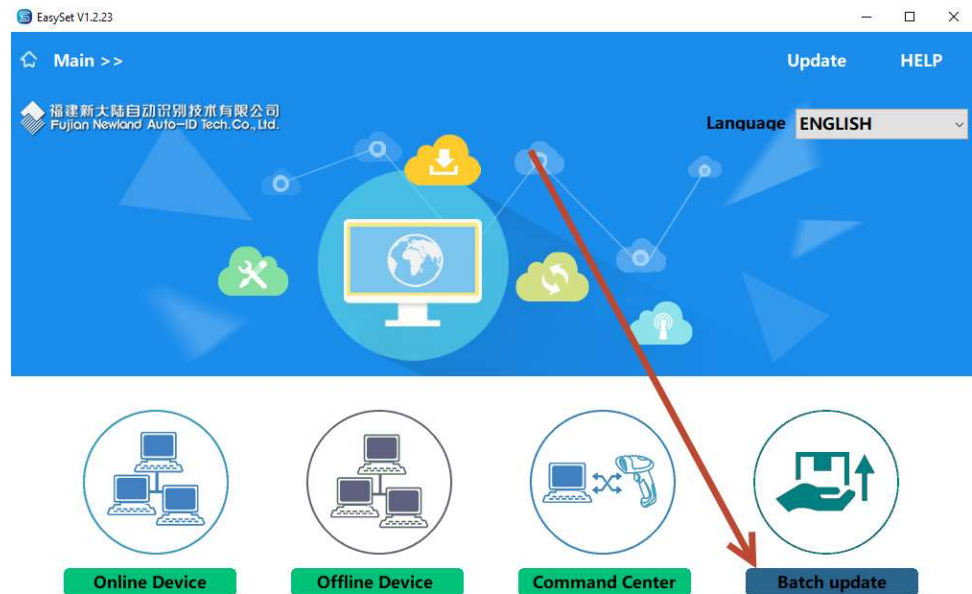 EasySet V1.2.23
Main >>
Update
HELP
福建新大陆自动识别技术有限公司
Fujian Newland Auto-ID Tech.Co.,Ltd.
Language
ENGLISH
Online Device
Offline Device
Command Center
Batch update